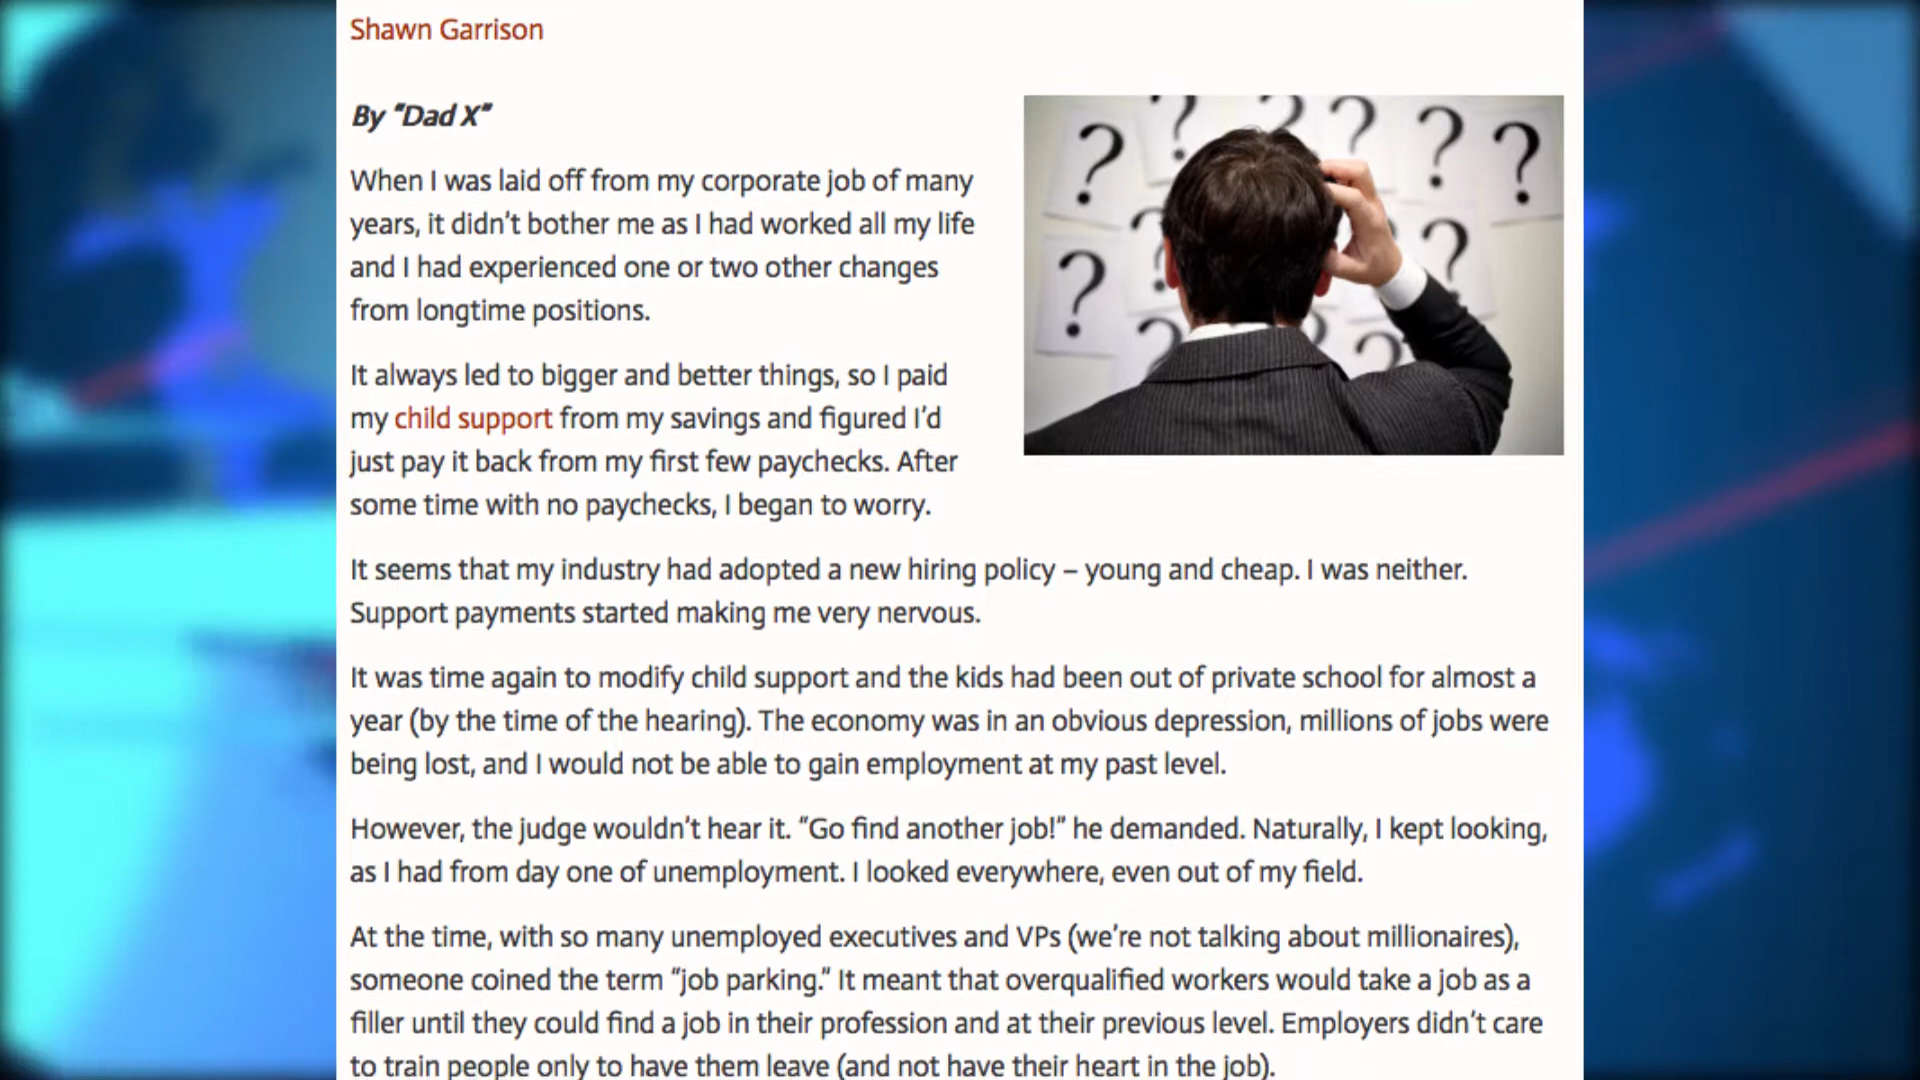 Shawn Garrison
By "Dad X"
When I was laid off from my corporate job of many
years, it didn't bother me as I had worked all my life
and I had experienced one or two other changes
from longtime positions.
It always led to bigger and better things, so I paid
my child support from my savings and figured I'd
just pay it back from my first few paychecks. After
some time with no paychecks, I began to worry.
? ? ? ? ? ?
? ? ?
? ? ?
It seems that my industry had adopted a new hiring policy – young and cheap. I was neither.
Support payments started making me very nervous.
It was time again to modify child support and the kids had been out of private school for almost a
year (by the time of the hearing). The economy was in an obvious depression, millions of jobs were
being lost, and I would not be able to gain employment at my past level.
However, the judge wouldn't hear it. “Go find another job!” he demanded. Naturally, I kept looking,
as I had from day one of unemployment. I looked everywhere, even out of my field.
At the time, with so many unemployed executives and VPs (we're not talking about millionaires),
someone coined the term “job parking.” It meant that overqualified workers would take a job as a
filler until they could find a job in their profession and at their previous level. Employers didn't care
to train people only to have them leave (and not have their heart in the job).